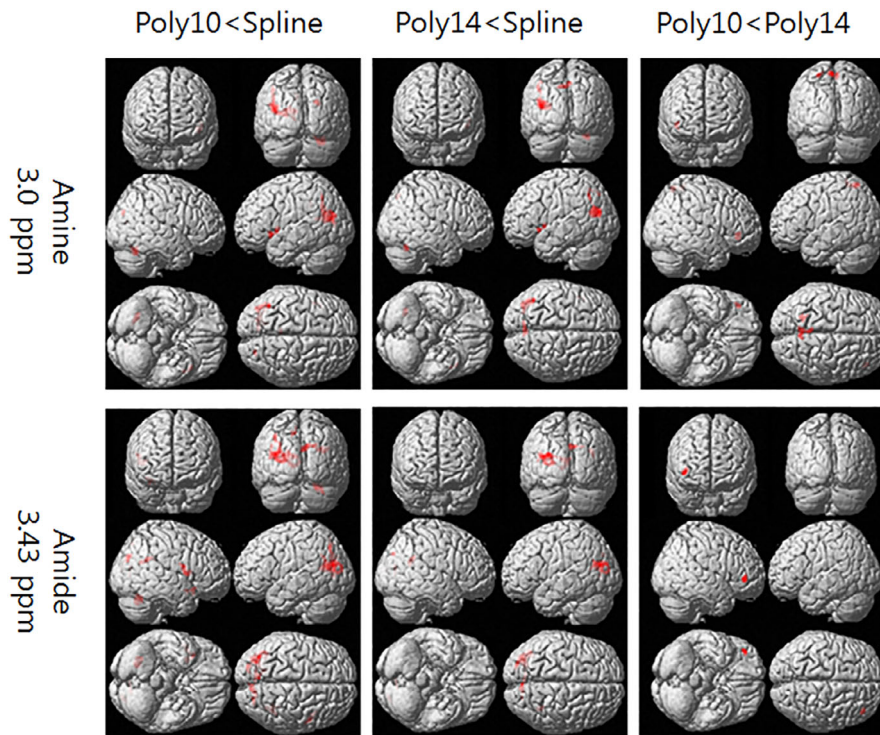 Poly10<Spline
Poly14<Spline
Poly10<Poly14
Amine
3.0 ppm
Amide
3.43 ppm